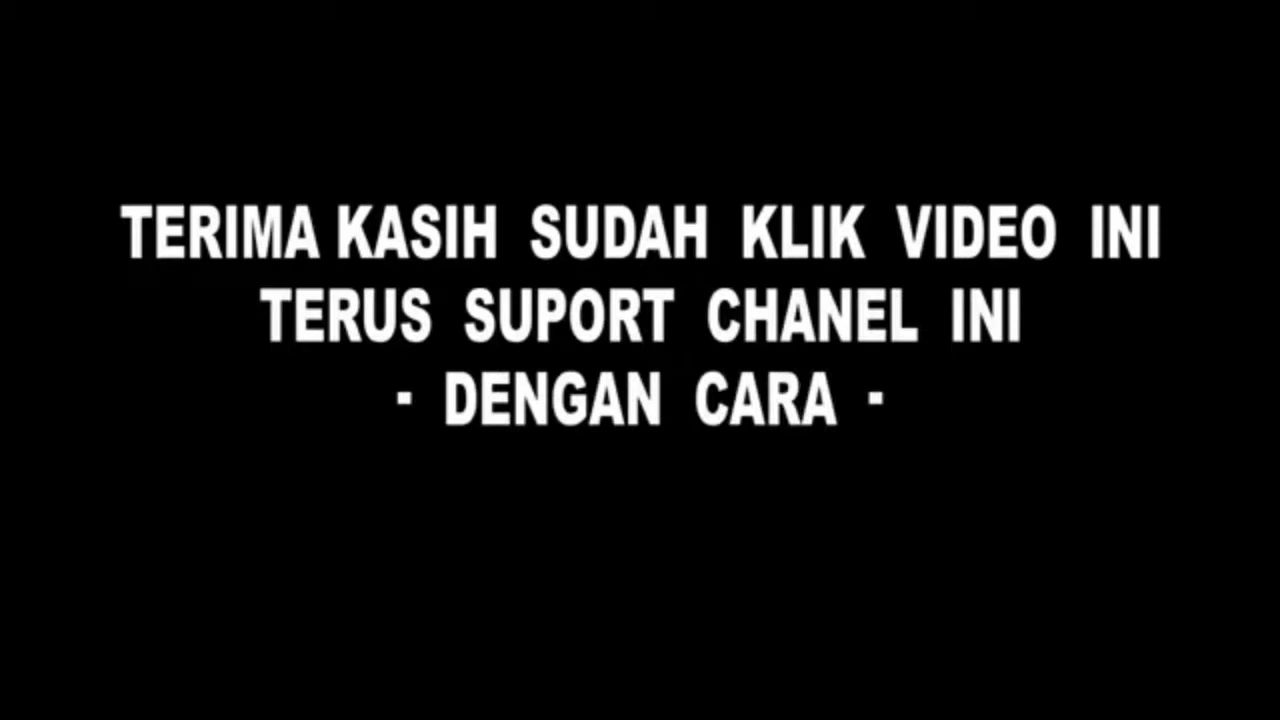 TERIMA KASIH SUDAH KLIK VIDEO INI
TERUS SUPORT CHANEL INI
- DENGAN CARA -